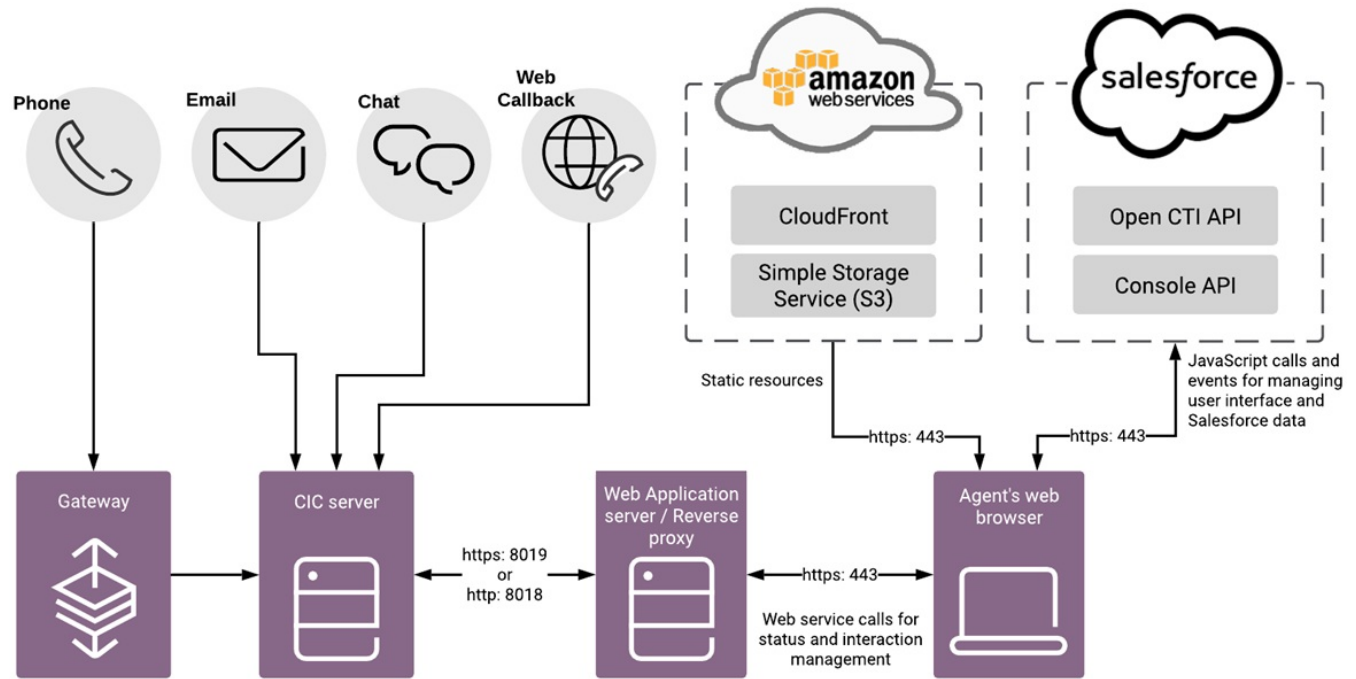 Phone
Email
Chat
Web
Callback
amazon
webservices
salesforce
CloudFront
Simple Storage
Service (S3)
Open CTI API
Console API
Static resources
JavaScript calls and
events for managing
user interface and
Salesforce data
https: 443
https: 443
Gateway
CIC server
https: 8019
or
http: 8018
Web Application
server / Reverse
proxy
https: 443
Web service calls for
status and interaction
management
Agent's web
browser